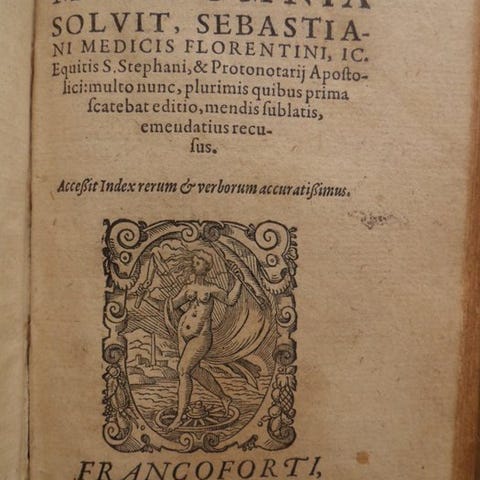 SOLVIT, SEBASTIA-
NI MEDICIS FLORENTINI, IC.
Equitis S. Stephani, & Protonotarij Aposto-
lici: multo nunc, plurimis quibus prima
scatebat editio, mendis sublatis,
emeudatius recu-
sus.
Acceßit Index rerum & verborum accuratißimus.
FRANCOFORTI,